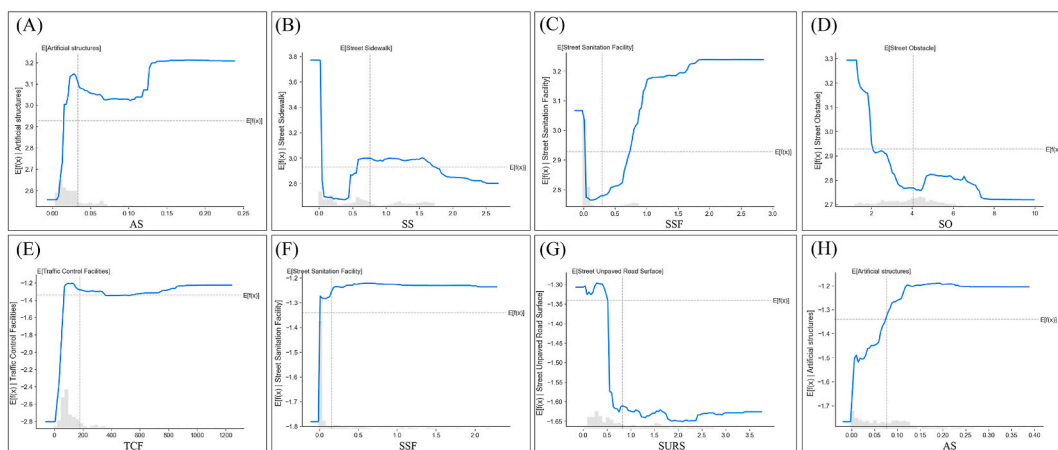 (A)
E[Artificial structures]
E[f(x) | Artificial structures]
3.2
3.1
3.0
2.9
2.8
2.7
2.6
E[f(x)]
0.00 0.05 0.10 0.15 0.20 0.25
AS
(B)
E[Street Sidewalk]
E[f(x) | Street Sidewalk]
3.8
3.6
3.4
3.2
3.0
2.8
E[f(x)]
0.0 0.5 1.0 1.5 2.0 2.5
SS
(C)
E[Street Sanitation Facility]
E[f(x) | Street Sanitation Facility]
3.2
3.1
3.0
2.9
2.8
E[f(x)]
0.0 0.5 1.0 1.5 2.0 2.5 3.0
SSF
(D)
E[Street Obstacle]
E[f(x) | Street Obstacle]
3.3
3.2
3.1
3.0
2.9
2.8
2.7
E[f(x)]
2 4 6 8 10
SO
(E)
E[Traffic Control Facilities]
E[f(x) | Traffic Control Facilities]
−1.2
−1.4
−1.6
−1.8
−2.0
−2.2
−2.4
−2.6
−2.8
E[f(x)]
0 200 400 600 800 1000 1200
TCF
(F)
E[Street Sanitation Facility]
E[f(x) | Street Sanitation Facility]
−1.2
−1.3
−1.4
−1.5
−1.6
−1.7
−1.8
E[f(x)]
0.0 0.5 1.0 1.5 2.0
SSF
(G)
E[Street Unpaved Road Surface]
E[f(x) | Street Unpaved Road Surface]
−1.30
−1.35
−1.40
−1.45
−1.50
−1.55
−1.60
−1.65
E[f(x)]
0.0 0.5 1.0 1.5 2.0 2.5 3.0 3.5
SURS
(H)
E[Artificial structures]
E[f(x) | Artificial structures]
−1.2
−1.3
−1.4
−1.5
−1.6
−1.7
E[f(x)]
0.00 0.05 0.10 0.15 0.20 0.25 0.30 0.35 0.40
AS